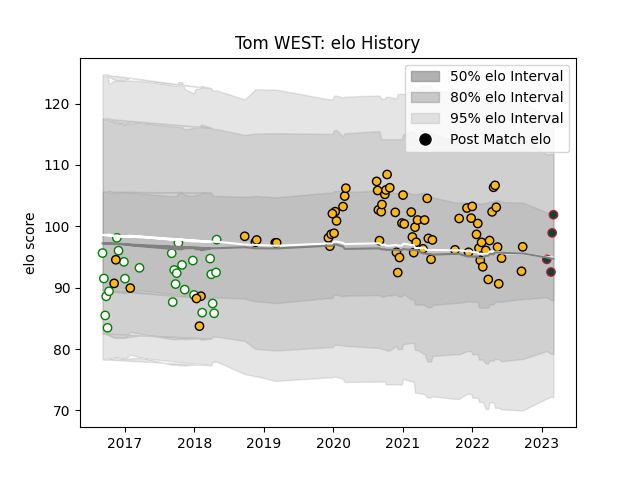 Tom WEST: elo History
50% elo Interval
80% elo Interval
95% elo Interval
Post Match elo
elo score
120
110
100
90
80
70
2017 2018 2019 2020 2021 2022 2023